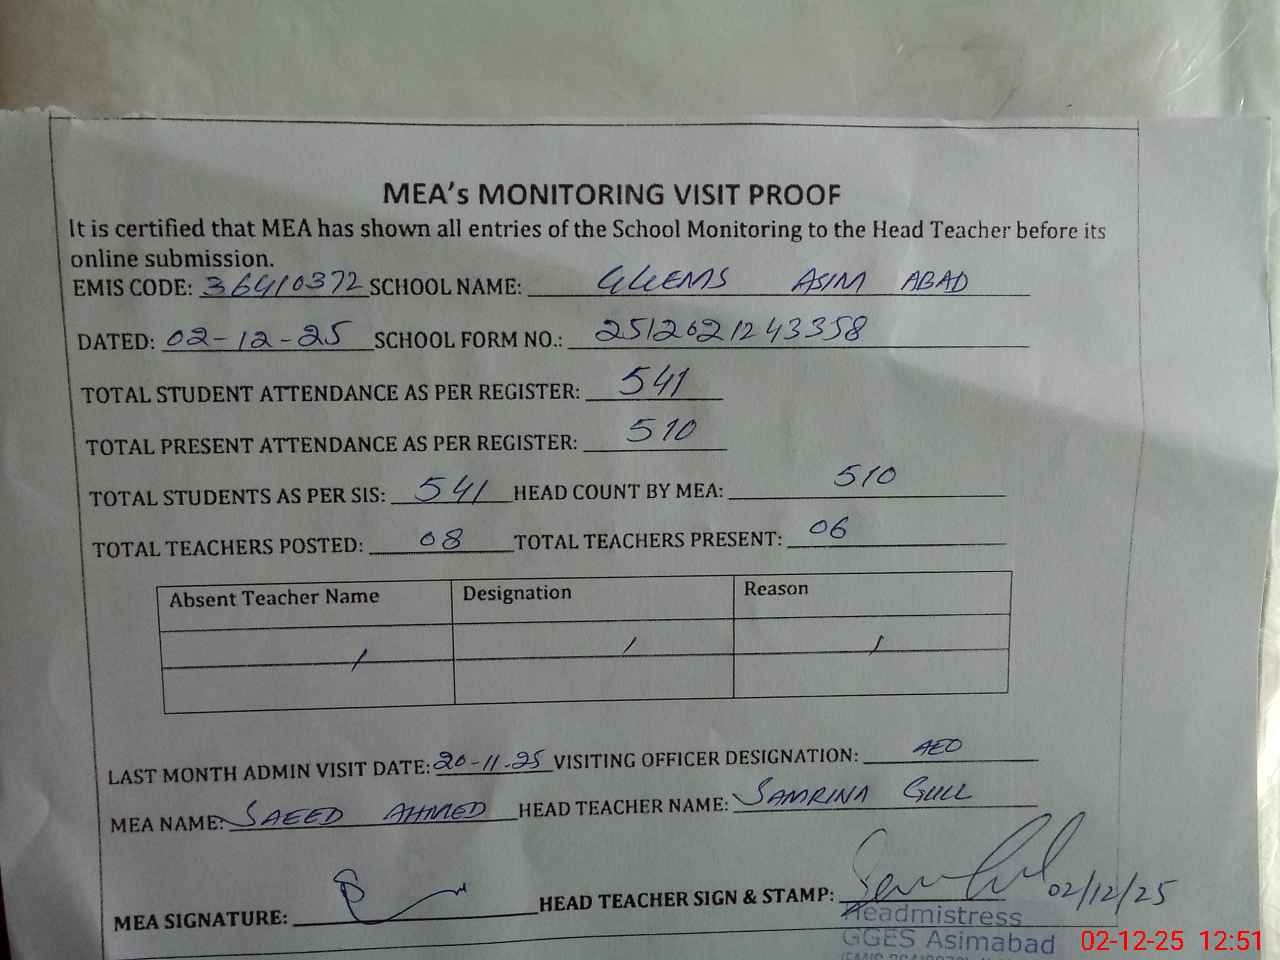 MEA's MONITORING VISIT PROOF
It is certified that MEA has shown all entries of the School Monitoring to the Head Teacher before its
online submission.
EMIS CODE: 36410372 SCHOOL NAME: GGEMS ASIM ABAD
DATED: 02-12-25 SCHOOL FORM NO.: 2512021243358
TOTAL STUDENT ATTENDANCE AS PER REGISTER: 541
TOTAL PRESENT ATTENDANCE AS PER REGISTER: 510
TOTAL STUDENTS AS PER SIS: 541 HEAD COUNT BY MEA: 510
TOTAL TEACHERS POSTED: 08 TOTAL TEACHERS PRESENT: 06
Absent Teacher Name Designation Reason
/ / /
LAST MONTH ADMIN VISIT DATE: 20-11-25 VISITING OFFICER DESIGNATION: AEO
MEA NAME: SAEED AHMED HEAD TEACHER NAME: SAMRINA GULL
MEA SIGNATURE: HEAD TEACHER SIGN & STAMP: 02/12/25
Headmistress
GGES Asimabad
02-12-25 12:51